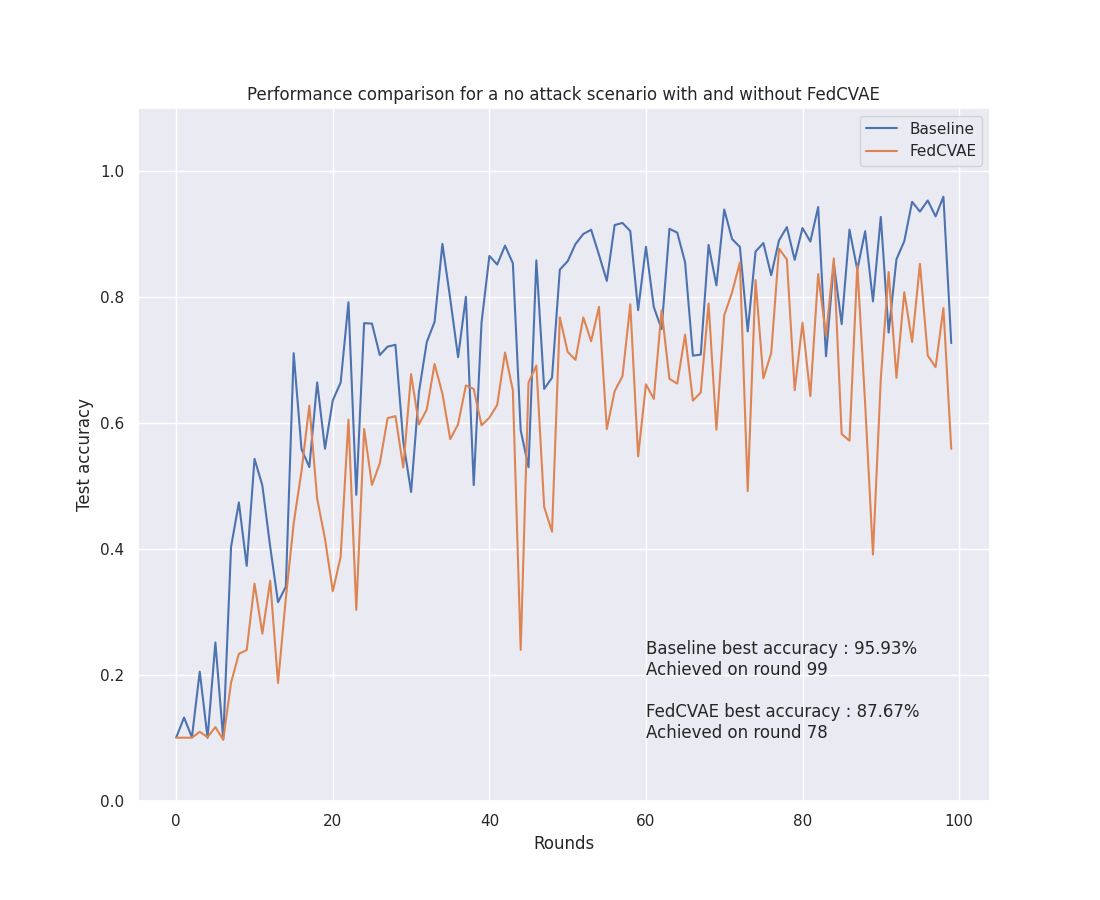 Performance comparison for a no attack scenario with and without FedCVAE
Baseline
FedCVAE
1.0
0.8
0.6
0.4
0.2
0.0
Test accuracy
Baseline best accuracy : 95.93%
Achieved on round 99
FedCVAE best accuracy : 87.67%
Achieved on round 78
0 20 40 60 80 100
Rounds